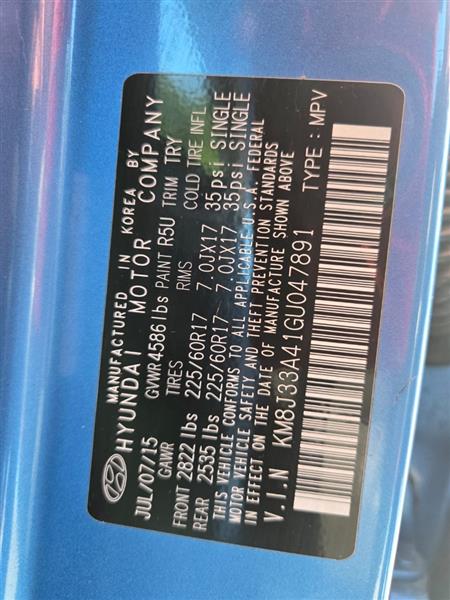 MANUFACTURED IN KOREA BY
HYUNDAI MOTOR COMPANY
JUL/07/15 GVWR 4586 lbs PAINT R5U TRIM TRY
GAWR TIRES RIMS COLD TIRE INFL
FRONT 2822 lbs 225/60R17 7.0JX17 35psi SINGLE
REAR 2535 lbs 225/60R17 7.0JX17 35psi SINGLE
THIS VEHICLE CONFORMS TO ALL APPLICABLE U.S.A. FEDERAL
MOTOR VEHICLE SAFETY AND THEFT PREVENTION STANDARDS
IN EFFECT ON THE DATE OF MANUFACTURE SHOWN ABOVE
V.I.N KM8J33A41GU047891 TYPE : MPV